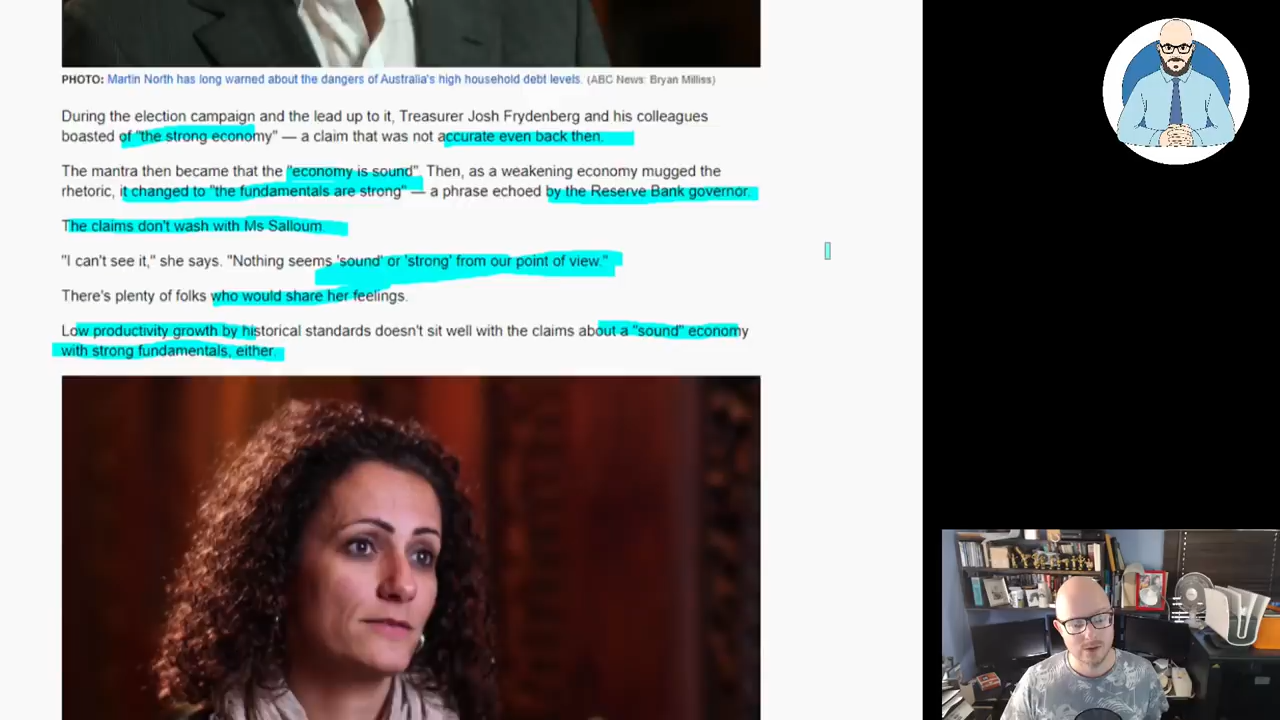 PHOTO: Martin North has long warned about the dangers of Australia's high household debt levels. (ABC News: Bryan Milliss)
During the election campaign and the lead up to it, Treasurer Josh Frydenberg and his colleagues
boasted of "the strong economy" — a claim that was not accurate even back then.
The mantra then became that the "economy is sound". Then, as a weakening economy mugged the
rhetoric, it changed to "the fundamentals are strong" — a phrase echoed by the Reserve Bank governor.
The claims don't wash with Ms Salloum.
"I can't see it," she says. "Nothing seems 'sound' or 'strong' from our point of view."
There's plenty of folks who would share her feelings.
Low productivity growth by historical standards doesn't sit well with the claims about a "sound" economy
with strong fundamentals, either.